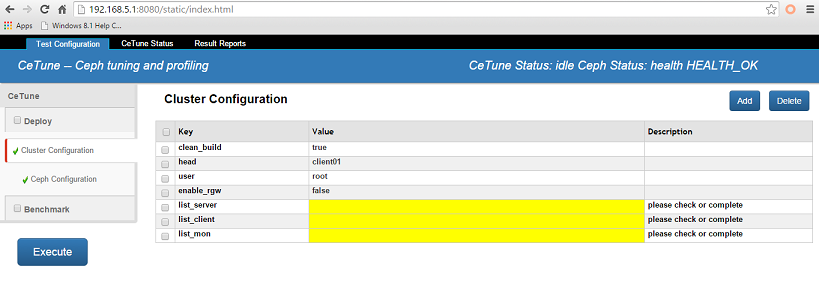 192.168.5.1:8080/static/index.html
Apps Windows 8.1 Help C...
Test Configuration CeTune Status Result Reports
CeTune -- Ceph tuning and profiling CeTune Status: idle Ceph Status: health HEALTH_OK
CeTune
Deploy
Cluster Configuration
Ceph Configuration
Benchmark
Execute
Cluster Configuration Add Delete
Key Value Description
clean_build true
head client01
user root
enable_rgw false
list_server please check or complete
list_client please check or complete
list_mon please check or complete